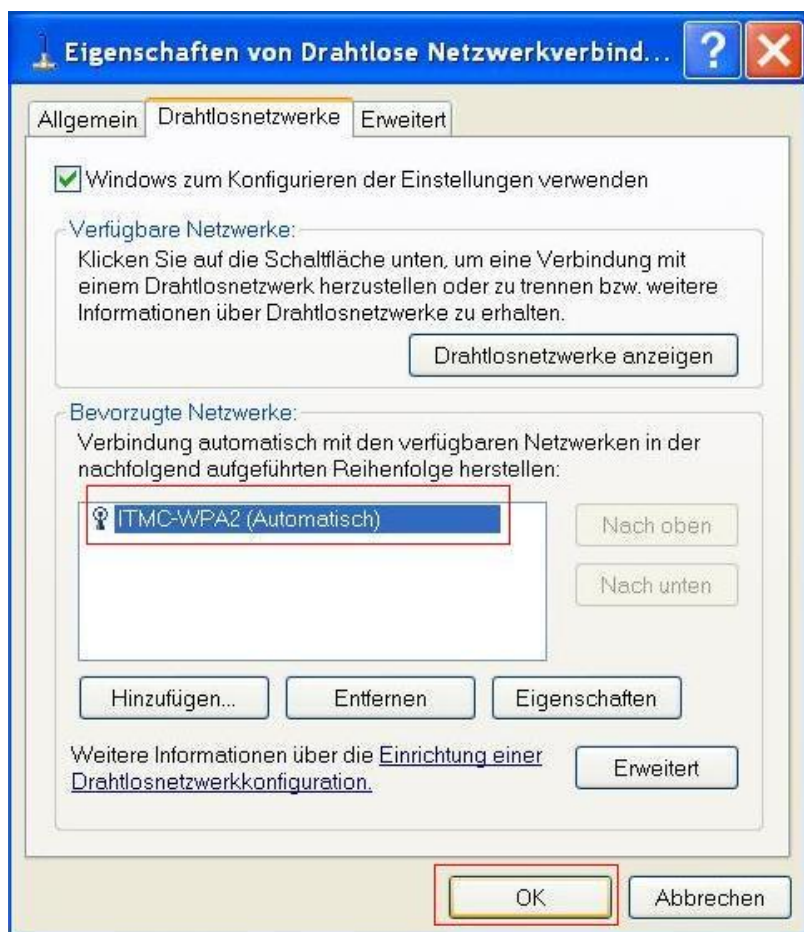 Eigenschaften von Drahtlose Netzwerkverbind...
?
Allgemein Drahtlosnetzwerke Erweitert
Windows zum Konfigurieren der Einstellungen verwenden
Verfügbare Netzwerke:
Klicken Sie auf die Schaltfläche unten, um eine Verbindung mit
einem Drahtlosnetzwerk herzustellen oder zu trennen bzw. weitere
Informationen über Drahtlosnetzwerke zu erhalten.
Drahtlosnetzwerke anzeigen
Bevorzugte Netzwerke:
Verbindung automatisch mit den verfügbaren Netzwerken in der
nachfolgend aufgeführten Reihenfolge herstellen:
ITMC-WPA2 (Automatisch)
Nach oben
Nach unten
Hinzufügen... Entfernen Eigenschaften
Weitere Informationen über die Einrichtung einer
Drahtlosnetzwerkkonfiguration.
Erweitert
OK Abbrechen